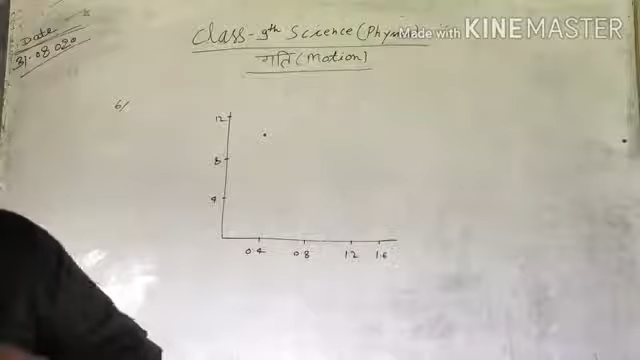 Date
31.08.020
Class-9th Science (Physi
Made with KINEMASTER
गति (Motion)
6/
12
8
4
0.4 0.8 1.2 1.6